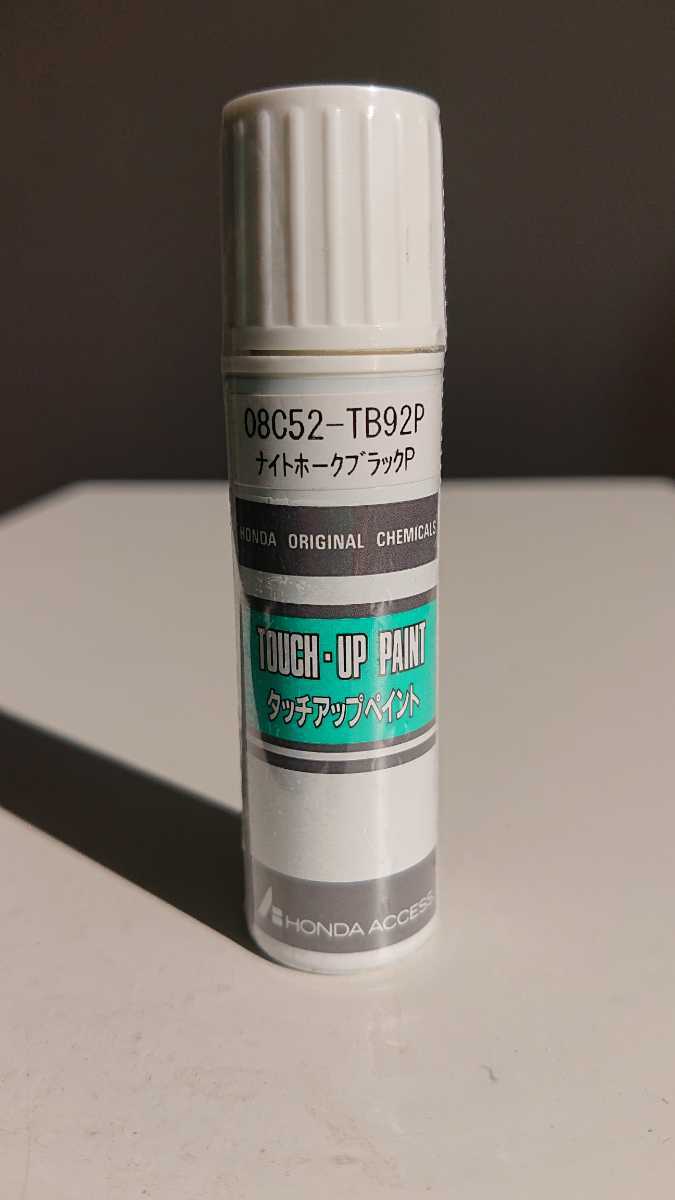 08C52-TB92P
ナイトホークブラックP
HONDA ORIGINAL CHEMICALS
TOUCH・UP PAINT
タッチアップペイント
HONDA ACCESS